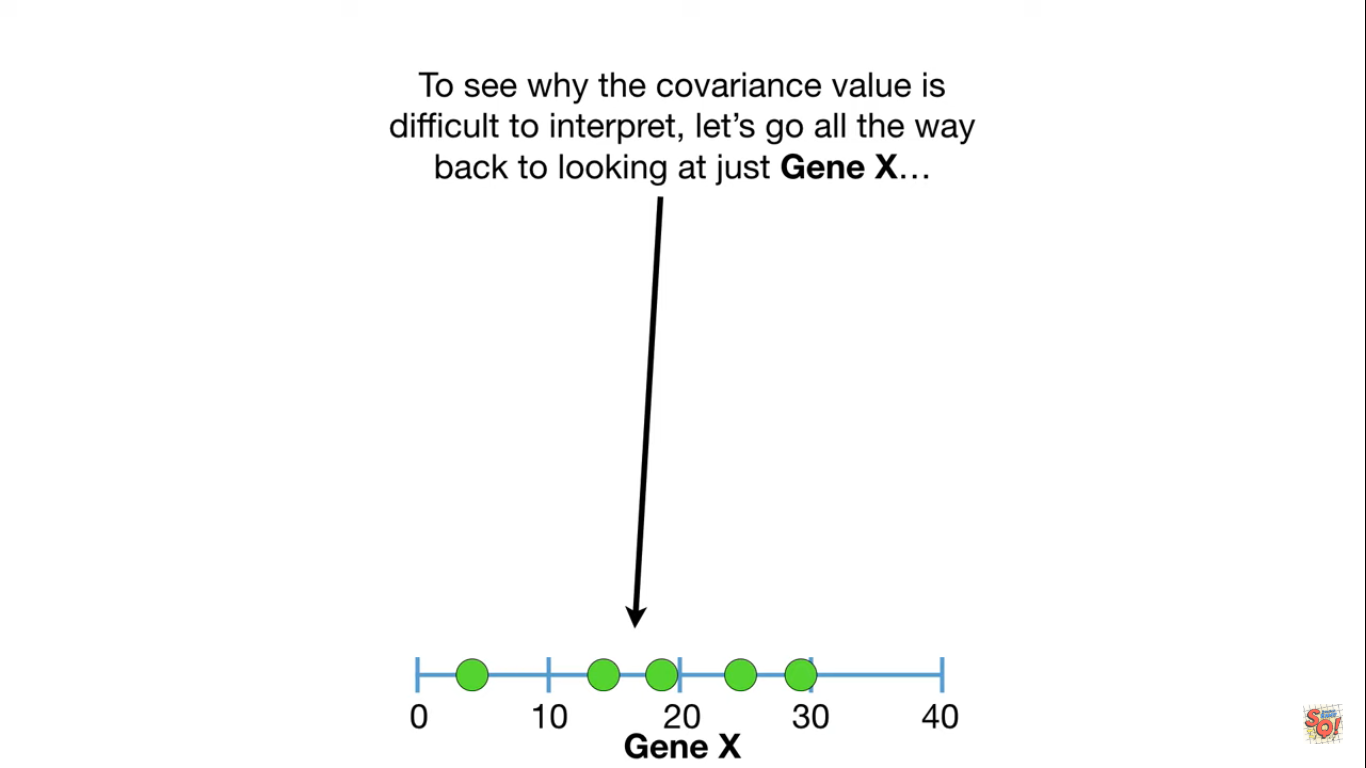 To see why the covariance value is
difficult to interpret, let’s go all the way
back to looking at just Gene X…
0 10 20 30 40
Gene X
SQ!